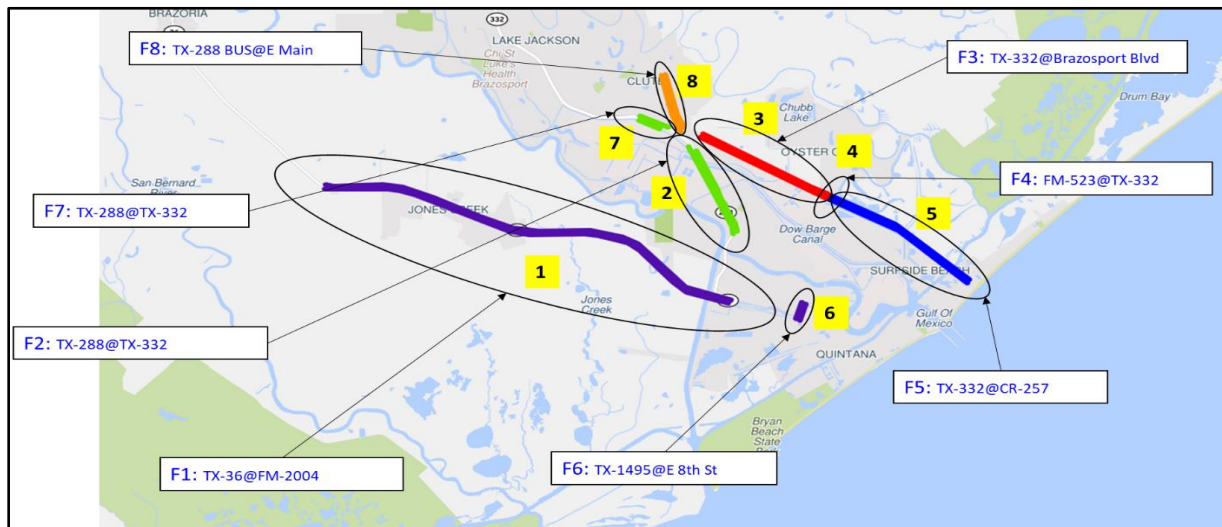 BRAZORIA
332
36
LAKE JACKSON
F8: TX-288 BUS@E Main
Chi St
Luke's
Health
Brazosport
CLUTE
8
F3: TX-332@Brazosport Blvd
Drum Bay
Chubb
Lake
3
7
OYSTER C
4
San Bernard
River
2
F4: FM-523@TX-332
F7: TX-288@TX-332
JONES CREEK
5
Dow Barge
Canal
1
SURFSIDE BEACH
Jones
Creek
6
Gulf Of
Mexico
F2: TX-288@TX-332
QUINTANA
F5: TX-332@CR-257
Bryan
Beach
State
F1: TX-36@FM-2004
F6: TX-1495@E 8th St